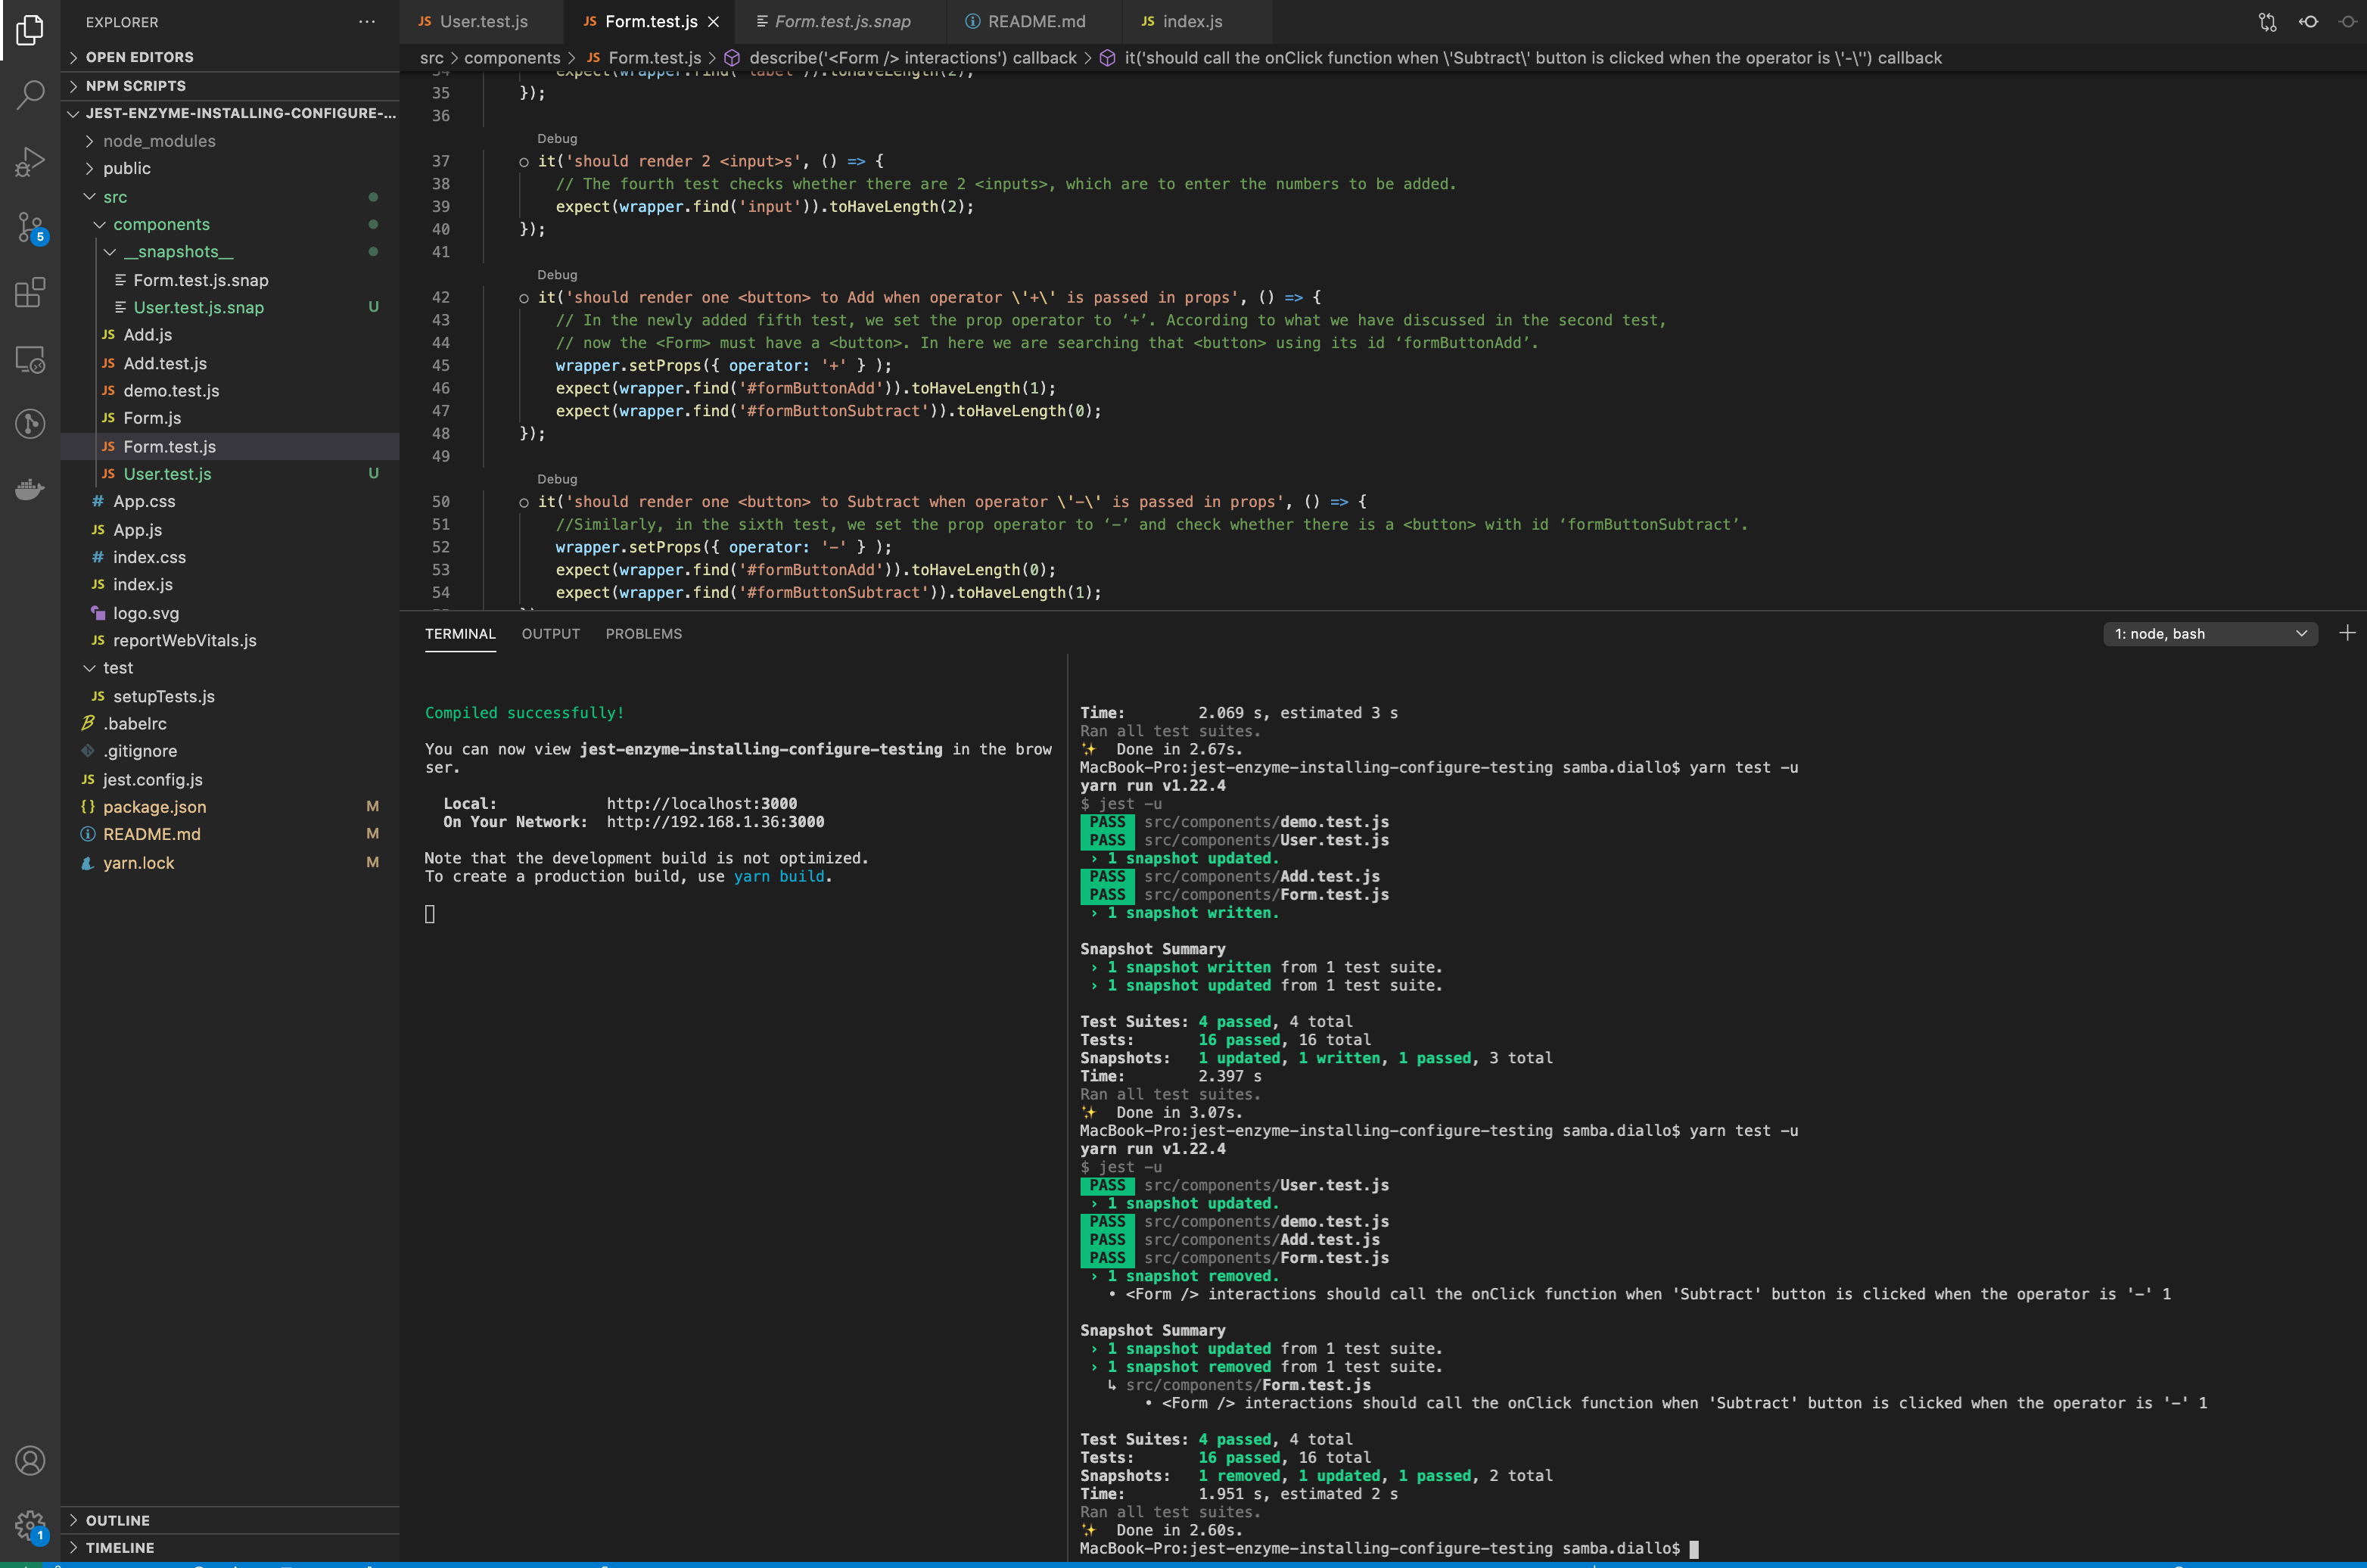 EXPLORER
OPEN EDITORS
NPM SCRIPTS
JEST-ENZYME-INSTALLING-CONFIGURE-...
node_modules
public
src
components
__snapshots__
Form.test.js.snap
User.test.js.snap U
JS Add.js
JS Add.test.js
JS demo.test.js
JS Form.js
JS Form.test.js
JS User.test.js U
# App.css
JS App.js
# index.css
JS index.js
logo.svg
JS reportWebVitals.js
test
JS setupTests.js
.babelrc
.gitignore
JS jest.config.js
{} package.json M
README.md M
yarn.lock M
OUTLINE
TIMELINE
5
1
JS User.test.js
JS Form.test.js
Form.test.js.snap
README.md
JS index.js
src > components > JS Form.test.js > describe('<Form /> interactions') callback > it('should call the onClick function when \'Subtract\' button is clicked when the operator is \'-\'') callback
34 expect(wrapper.find('label')).toHaveLength(2);
35 });
36
Debug
37 it('should render 2 <input>s', () => {
38 // The fourth test checks whether there are 2 <inputs>, which are to enter the numbers to be added.
39 expect(wrapper.find('input')).toHaveLength(2);
40 });
41
Debug
42 it('should render one <button> to Add when operator \'+\' is passed in props', () => {
43 // In the newly added fifth test, we set the prop operator to ‘+’. According to what we have discussed in the second test,
44 // now the <Form> must have a <button>. In here we are searching that <button> using its id ‘formButtonAdd’.
45 wrapper.setProps({ operator: '+' } );
46 expect(wrapper.find('#formButtonAdd')).toHaveLength(1);
47 expect(wrapper.find('#formButtonSubtract')).toHaveLength(0);
48 });
49
Debug
50 it('should render one <button> to Subtract when operator \'-\' is passed in props', () => {
51 //Similarly, in the sixth test, we set the prop operator to ‘-’ and check whether there is a <button> with id ‘formButtonSubtract’.
52 wrapper.setProps({ operator: '-' } );
53 expect(wrapper.find('#formButtonAdd')).toHaveLength(0);
54 expect(wrapper.find('#formButtonSubtract')).toHaveLength(1);
TERMINAL OUTPUT PROBLEMS
1: node, bash
Compiled successfully!
You can now view jest-enzyme-installing-configure-testing in the brow
ser.
Local: http://localhost:3000
On Your Network: http://192.168.1.36:3000
Note that the development build is not optimized.
To create a production build, use yarn build.
Time: 2.069 s, estimated 3 s
Ran all test suites.
✨ Done in 2.67s.
MacBook-Pro:jest-enzyme-installing-configure-testing samba.diallo$ yarn test -u
yarn run v1.22.4
$ jest -u
PASS src/components/demo.test.js
PASS src/components/User.test.js
› 1 snapshot updated.
PASS src/components/Add.test.js
PASS src/components/Form.test.js
› 1 snapshot written.
Snapshot Summary
› 1 snapshot written from 1 test suite.
› 1 snapshot updated from 1 test suite.
Test Suites: 4 passed, 4 total
Tests: 16 passed, 16 total
Snapshots: 1 updated, 1 written, 1 passed, 3 total
Time: 2.397 s
Ran all test suites.
✨ Done in 3.07s.
MacBook-Pro:jest-enzyme-installing-configure-testing samba.diallo$ yarn test -u
yarn run v1.22.4
$ jest -u
PASS src/components/User.test.js
› 1 snapshot updated.
PASS src/components/demo.test.js
PASS src/components/Add.test.js
PASS src/components/Form.test.js
› 1 snapshot removed.
• <Form /> interactions should call the onClick function when 'Subtract' button is clicked when the operator is '-' 1
Snapshot Summary
› 1 snapshot updated from 1 test suite.
› 1 snapshot removed from 1 test suite.
↳ src/components/Form.test.js
• <Form /> interactions should call the onClick function when 'Subtract' button is clicked when the operator is '-' 1
Test Suites: 4 passed, 4 total
Tests: 16 passed, 16 total
Snapshots: 1 removed, 1 updated, 1 passed, 2 total
Time: 1.951 s, estimated 2 s
Ran all test suites.
✨ Done in 2.60s.
MacBook-Pro:jest-enzyme-installing-configure-testing samba.diallo$